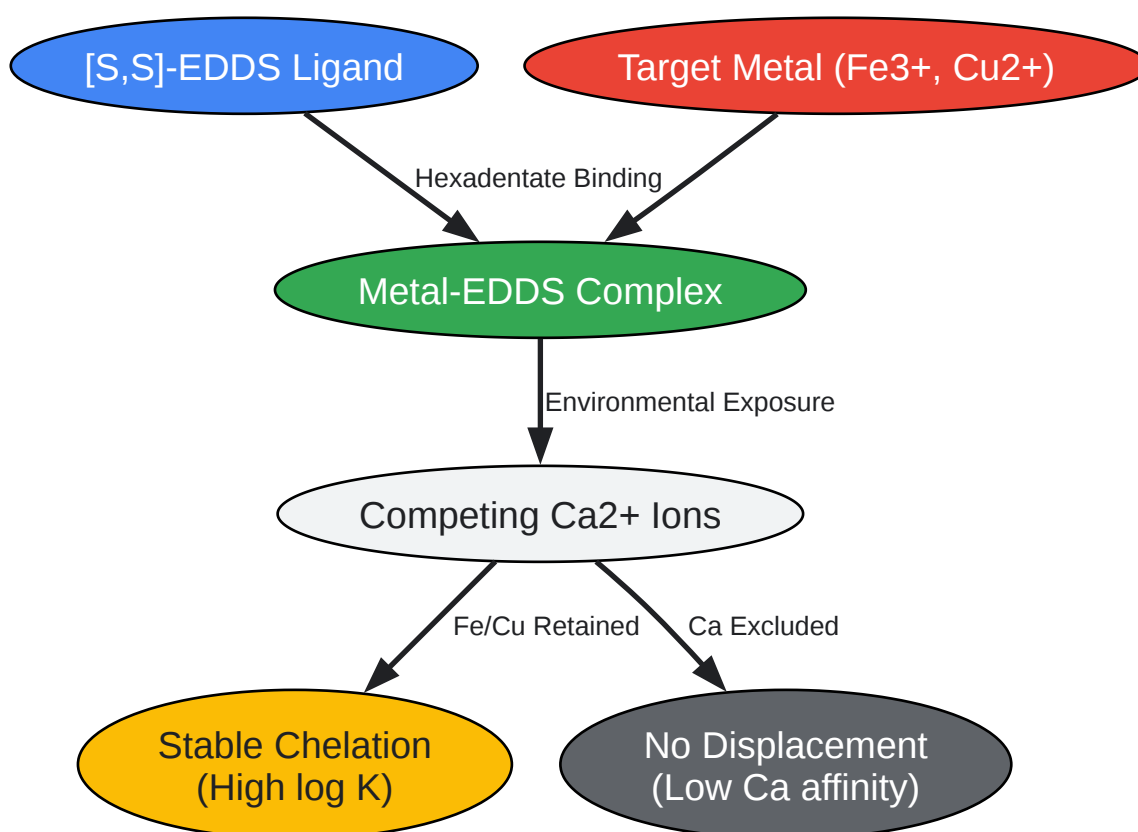 [S,S]-EDDS Ligand
Target Metal (Fe3+, Cu2+)
Hexadentate Binding
Metal-EDDS Complex
Environmental Exposure
Competing Ca2+ Ions
Fe/Cu Retained
Ca Excluded
Stable Chelation
(High log K)
No Displacement
(Low Ca affinity)